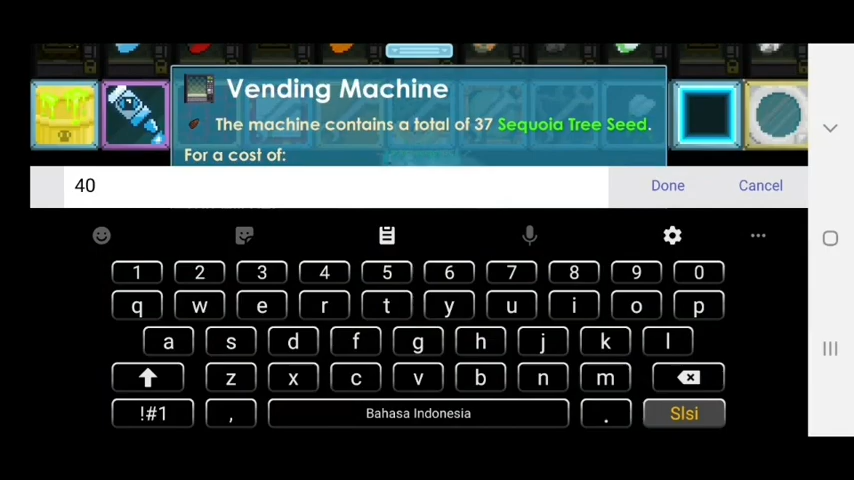 Vending Machine
The machine contains a total of 37 Sequoia Tree Seed.
For a cost of:
40 Done Cancel
1 2 3 4 5 6 7 8 9 0
q w e r t y u i o p
a s d f g h j k l
z x c v b n m
!#1 , Bahasa Indonesia . Slsi